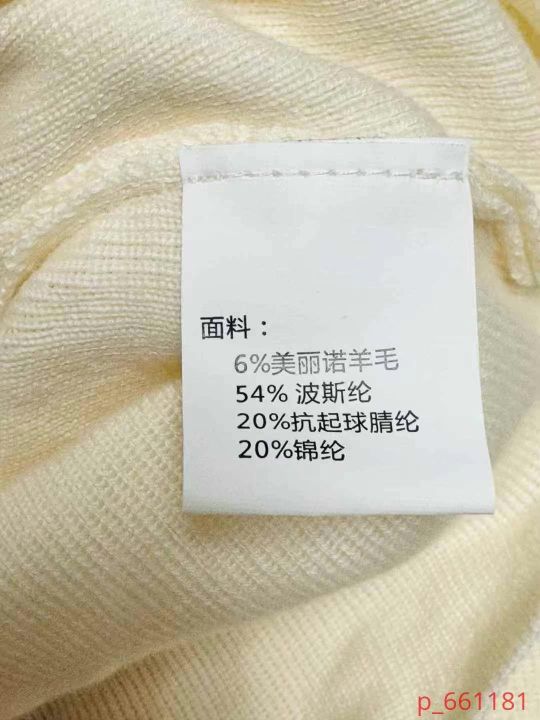 面料：
6%美丽诺羊毛
54% 波斯纶
20%抗起球腈纶
20%锦纶
p_661181